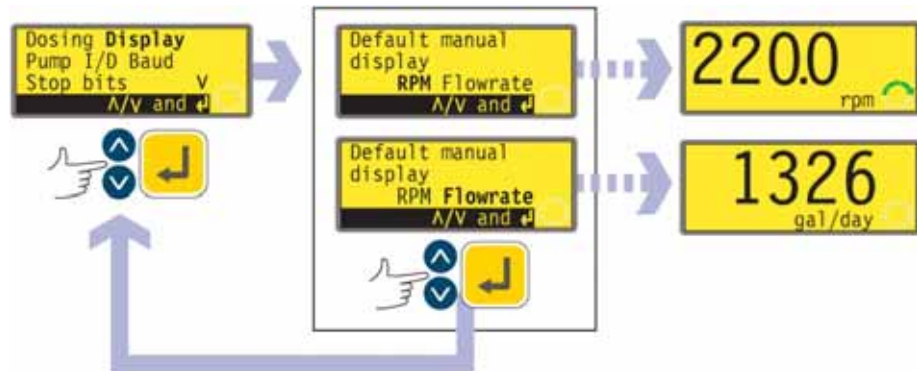 Dosing Display
Pump I/D Baud
Stop bits V
Λ/V and ↲
Default manual
display
RPM Flowrate
Λ/V and ↲
220.0
rpm
Default manual
display
RPM Flowrate
Λ/V and ↲
1326
gal/day